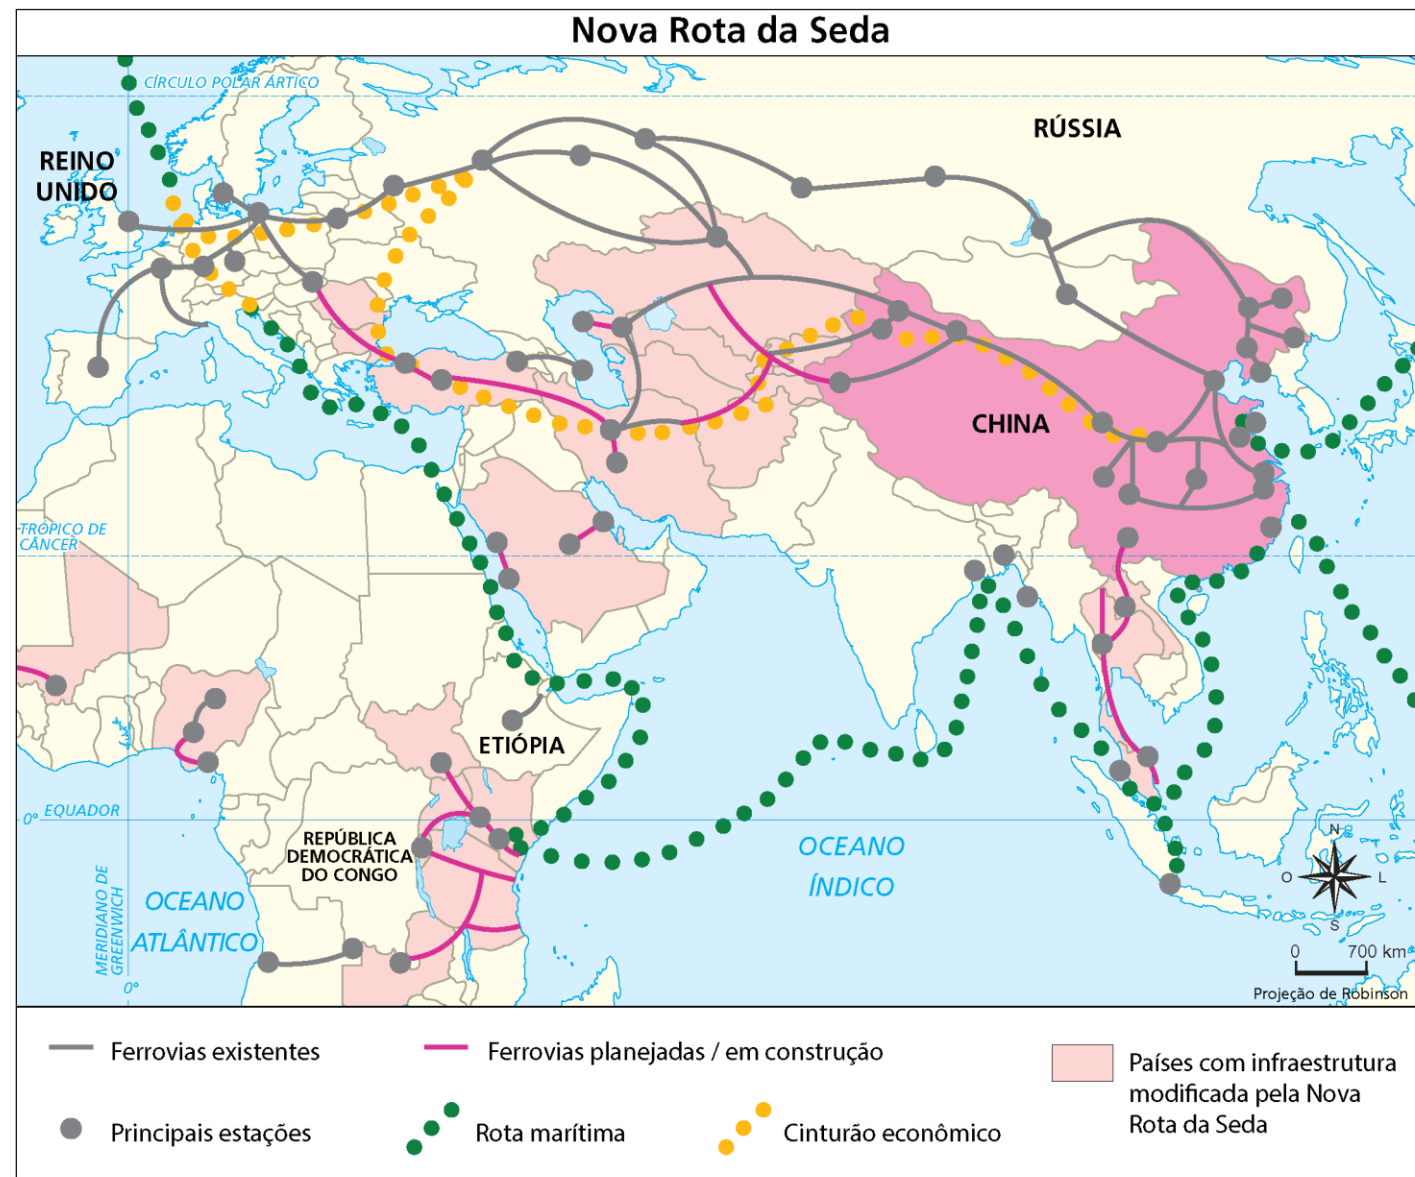 Nova Rota da Seda
CÍRCULO POLAR ÁRTICO
RÚSSIA
REINO
UNIDO
CHINA
TRÓPICO DE
CÂNCER
ETIÓPIA
EQUADOR
0°
REPÚBLICA
DEMOCRÁTICA
DO CONGO
OCEANO
ÍNDICO
MERIDIANO DE
GREENWICH
OCEANO
ATLÂNTICO
0°
N
O
L
S
0 700 km
Projeção de Robinson
Ferrovias existentes
Ferrovias planejadas / em construção
Países com infraestrutura
modificada pela Nova
Rota da Seda
Principais estações
Rota marítima
Cinturão econômico